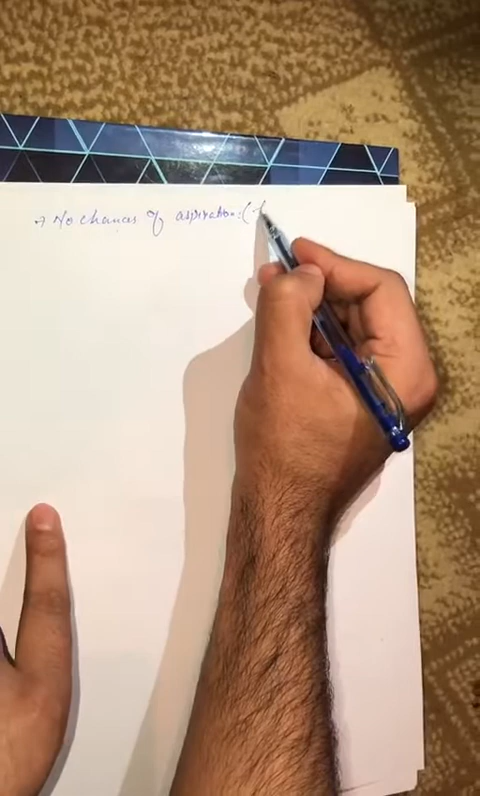 → No chances of aspiration: (